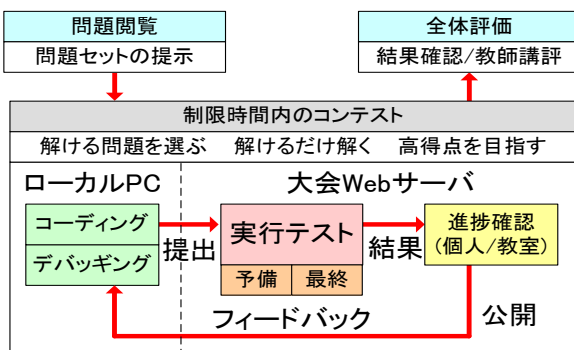 問題閲覧
問題セットの提示
全体評価
結果確認/教師講評
制限時間内のコンテスト
解ける問題を選ぶ 解けるだけ解く 高得点を目指す
ローカルPC
大会Webサーバ
コーディング
デバッギング
提出
実行テスト
予備
最終
結果
進捗確認
(個人/教室)
フィードバック
公開